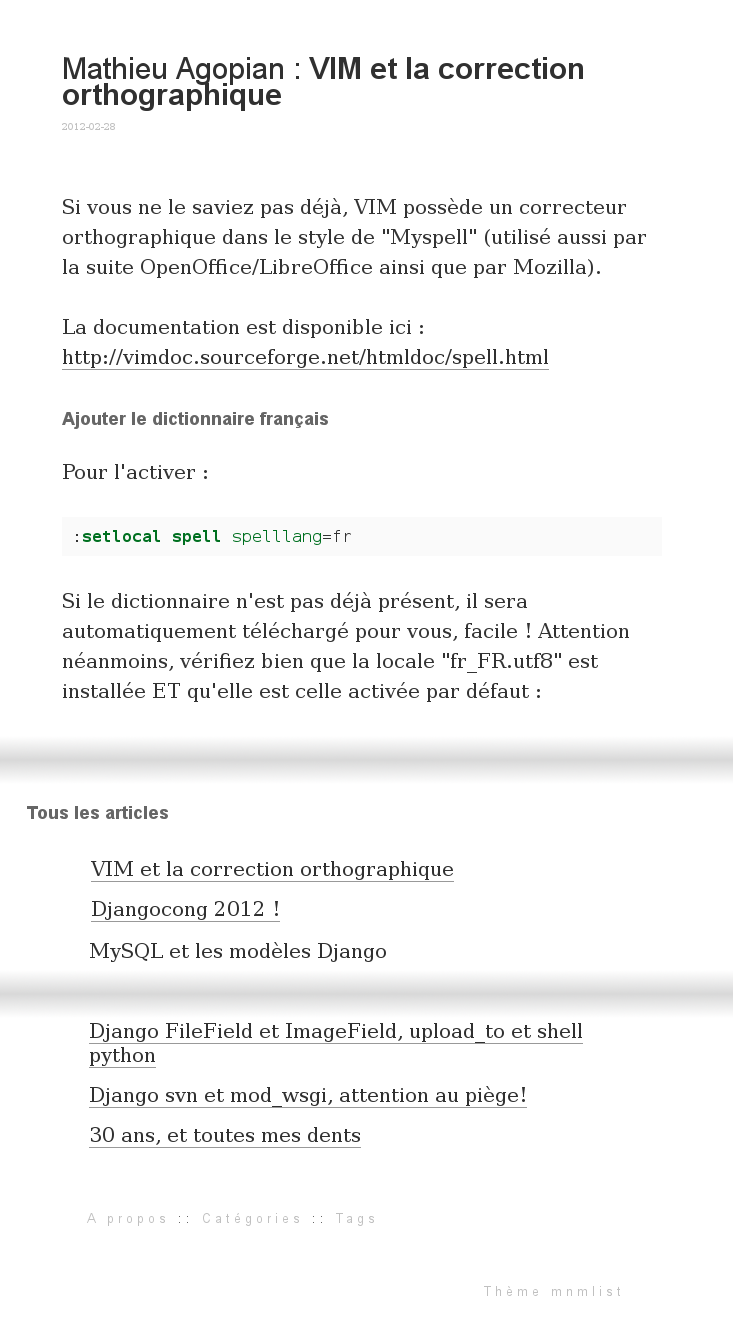 Mathieu Agopian : VIM et la correction
orthographique
2012-02-28
Si vous ne le saviez pas déjà, VIM possède un correcteur
orthographique dans le style de "Myspell" (utilisé aussi par
la suite OpenOffice/LibreOffice ainsi que par Mozilla).
La documentation est disponible ici :
http://vimdoc.sourceforge.net/htmldoc/spell.html
Ajouter le dictionnaire français
Pour l'activer :
:setlocal spell spelllang=fr
Si le dictionnaire n'est pas déjà présent, il sera
automatiquement téléchargé pour vous, facile ! Attention
néanmoins, vérifiez bien que la locale "fr_FR.utf8" est
installée ET qu'elle est celle activée par défaut :
Tous les articles
VIM et la correction orthographique
Djangocong 2012 !
MySQL et les modèles Django
Django FileField et ImageField, upload_to et shell
python
Django svn et mod_wsgi, attention au piège!
30 ans, et toutes mes dents
A propos :: Catégories :: Tags
Thème mnmlist